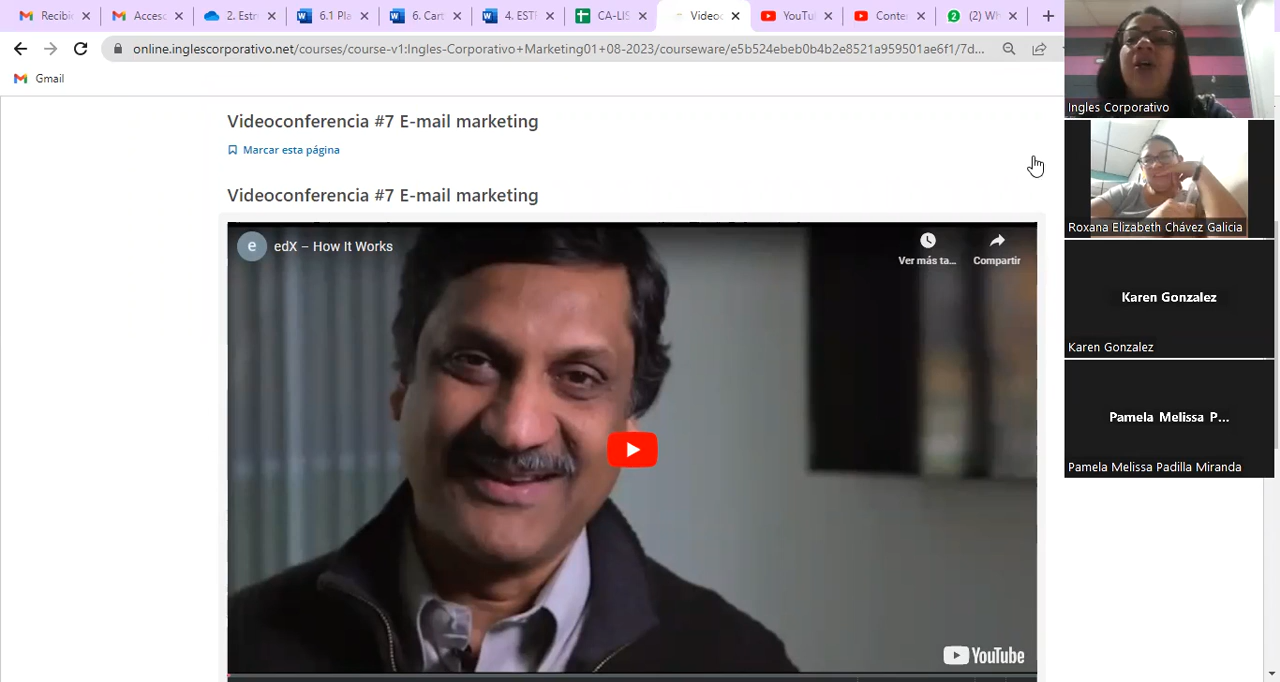 Recibi
Acces
2. Estr
6.1 Pla
6. Cart
4. ESTI
CA-LIS
Videoc
YouTu
Conte
(2) Wh
online.inglescorporativo.net/courses/course-v1:Ingles-Corporativo+Marketing01+08-2023/courseware/e5b524ebeb0b4b2e8521a959501ae6f1/7d...
Gmail
Videoconferencia #7 E-mail marketing
Marcar esta página
Videoconferencia #7 E-mail marketing
e
edX – How It Works
Ver más ta...
Compartir
YouTube
Ingles Corporativo
Roxana Elizabeth Chávez Galicia
Karen Gonzalez
Karen Gonzalez
Pamela Melissa P...
Pamela Melissa Padilla Miranda